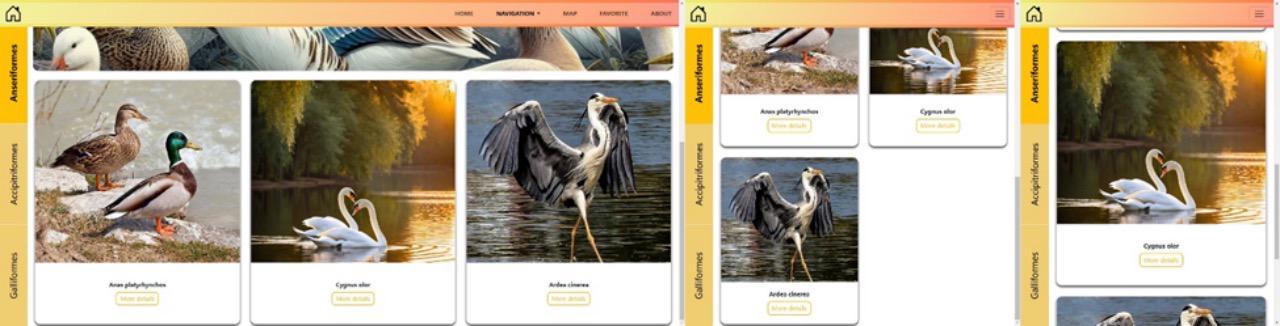 HOME NAVIGATION MAP FAVORITE ABOUT
Anseriformes
Accipitriformes
Galliformes
Anas platyrhynchos
More details
Cygnus olor
More details
Ardea cinerea
More details
Anseriformes
Accipitriformes
Galliformes
Anas platyrhynchos
More details
Cygnus olor
More details
Ardea cinerea
More details
Anseriformes
Accipitriformes
Galliformes
Cygnus olor
More details